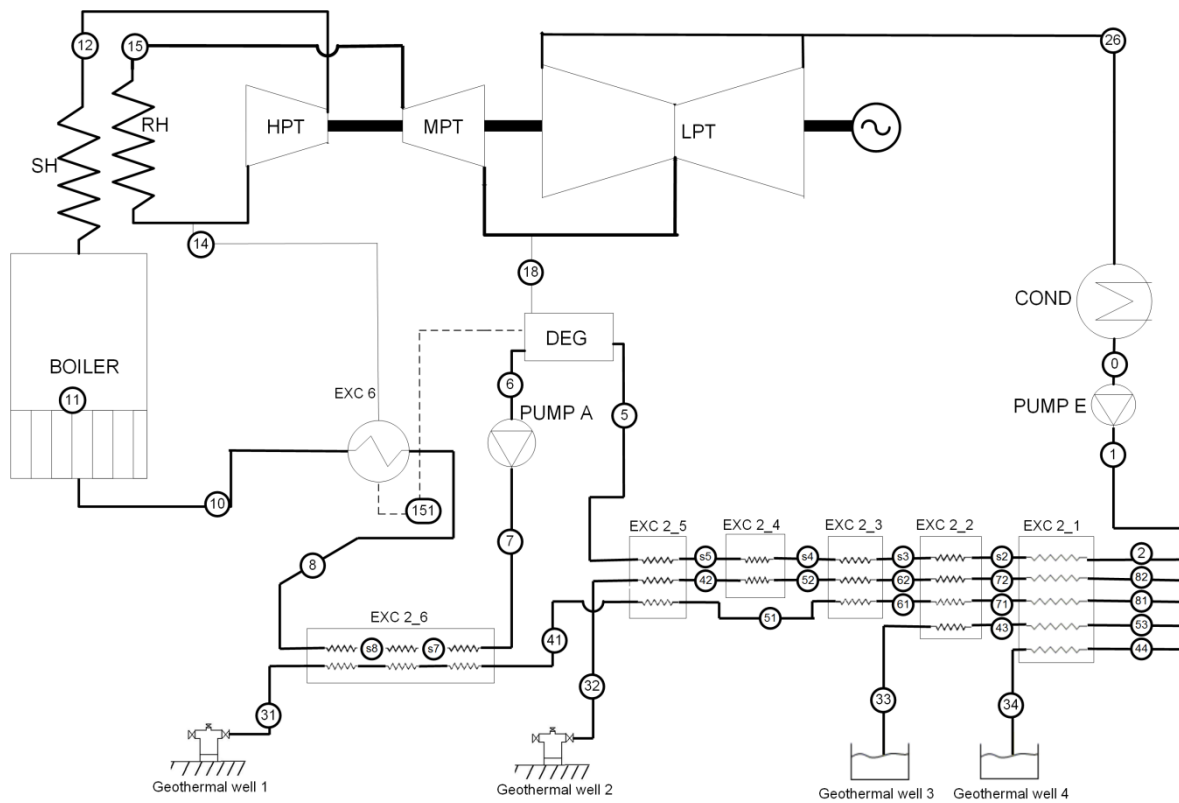 12
15
26
HPT
MPT
LPT
RH
SH
14
18
COND
DEG
BOILER
0
EXC 6
6
PUMP A
PUMP E
11
5
1
10
151
7
EXC 2_5
EXC 2_4
EXC 2_3
EXC 2_2
EXC 2_1
8
s5
s4
s3
s2
2
42
52
62
72
82
51
61
71
81
EXC 2_6
41
43
53
s8
s7
44
32
31
33
34
Geothermal well 1
Geothermal well 2
Geothermal well 3
Geothermal well 4